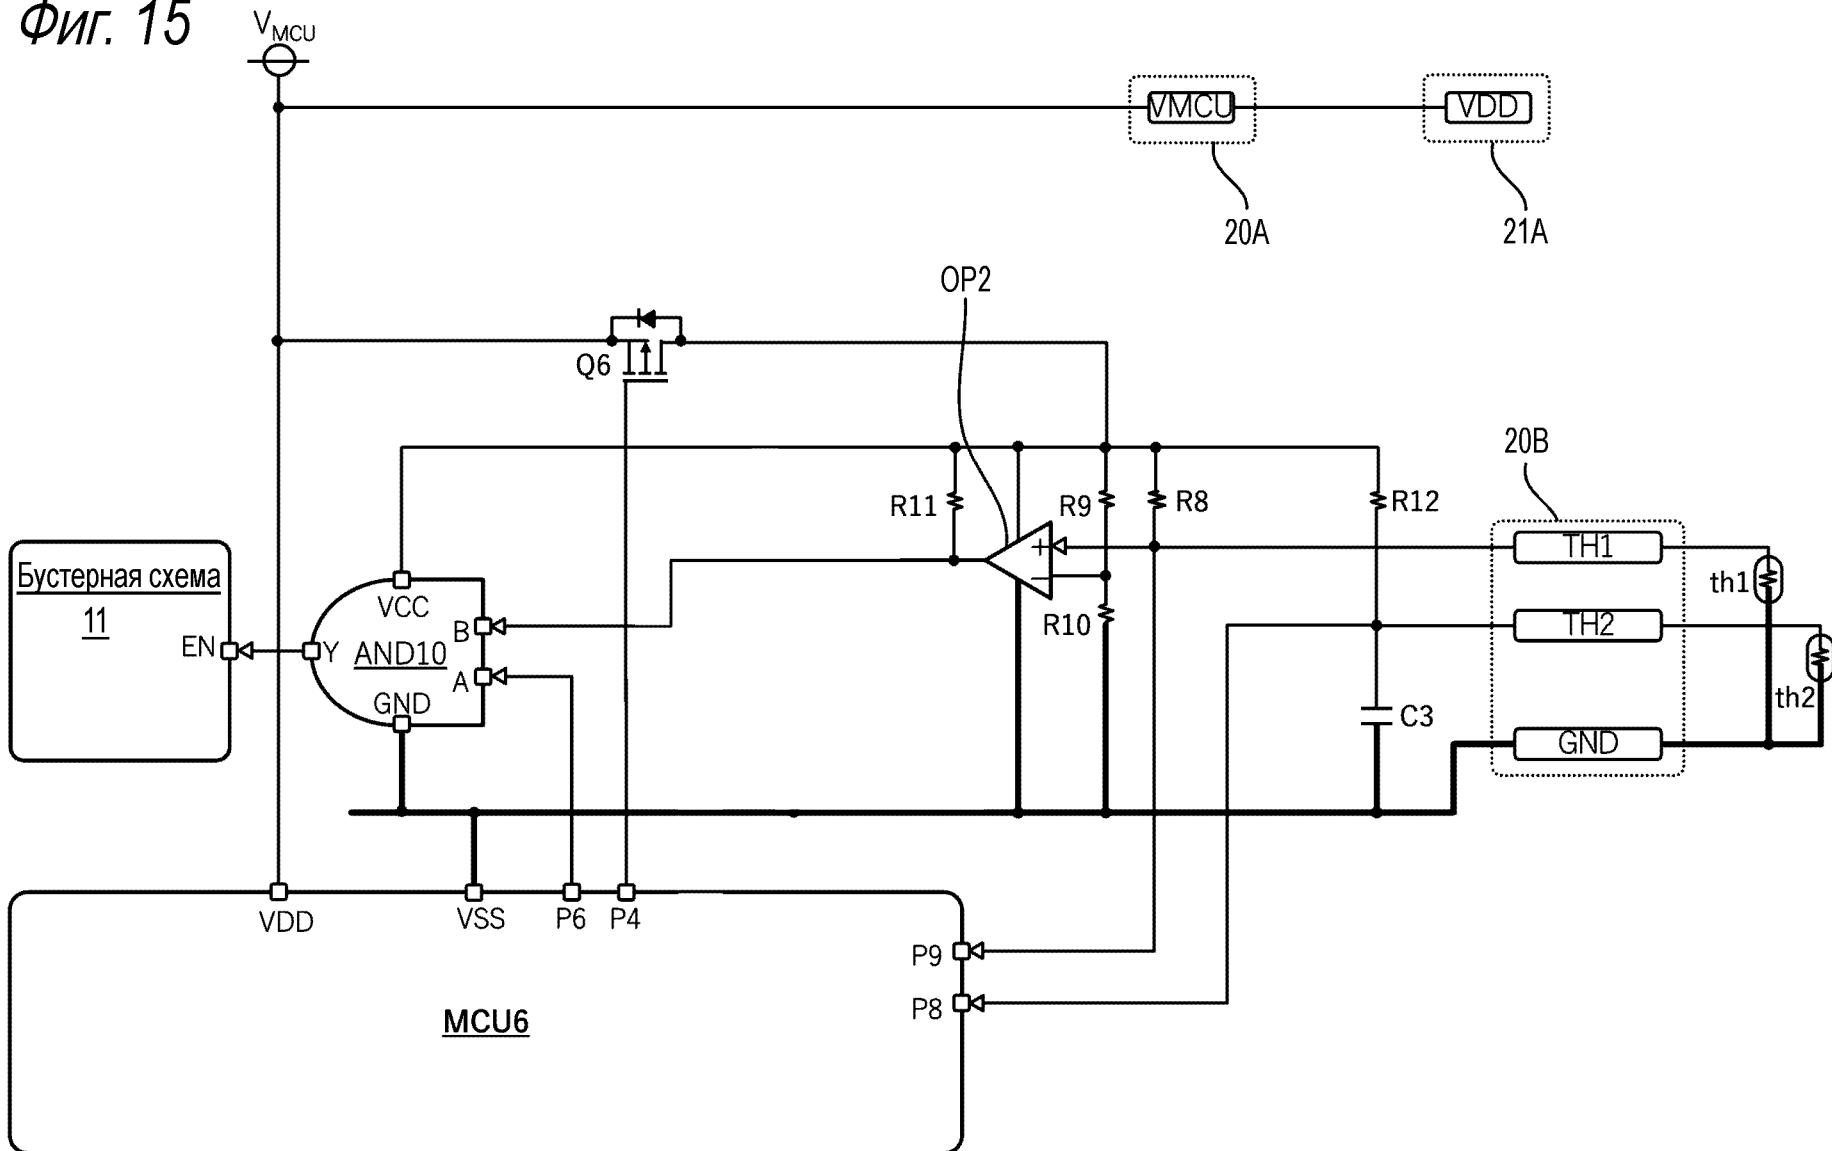 Фиг. 15
VMCU
VMCU
VDD
20A
21A
OP2
Q6
20B
R11
R9
R8
R12
TH1
th1
Бустерная схема
11
EN
VCC
B
Y
AND10
A
GND
+
−
R10
TH2
th2
C3
GND
VDD
VSS
P6
P4
P9
P8
MCU6